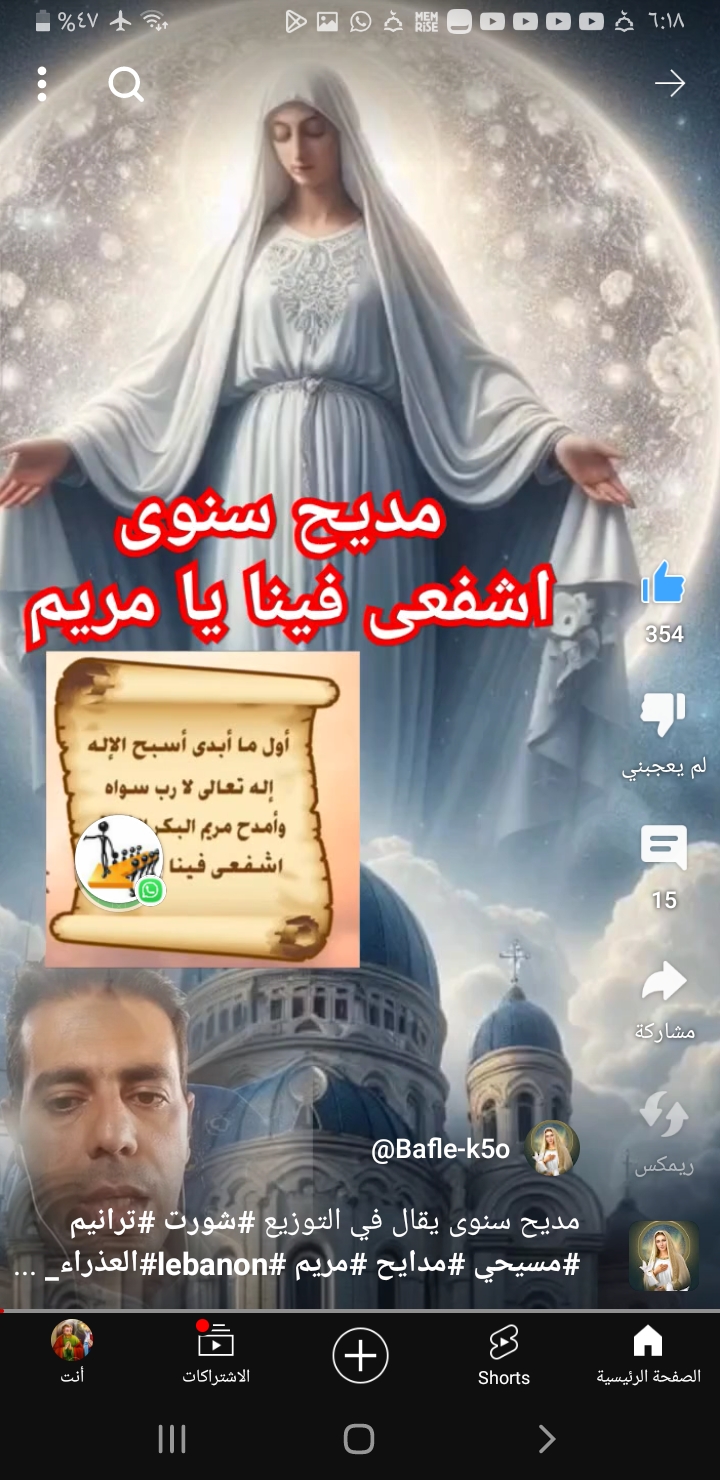 %٤٧
MEM
RiSE
٦:١٨
مديح سنوى
اشفعى فينا يا مريم
أول ما أبدى أسبح الإله
إله تعالى لا رب سواه
وأمدح مريم
اشفعى فينا
354
لم يعجبني
15
مشاركة
ريمكس
@Bafle-k5o
مديح سنوى يقال في التوزيع #شورت #ترانيم
#مسيحي #مدايح #مريم #lebanon#العذراء_ ...
الصفحة الرئيسية
Shorts
الاشتراكات
أنت